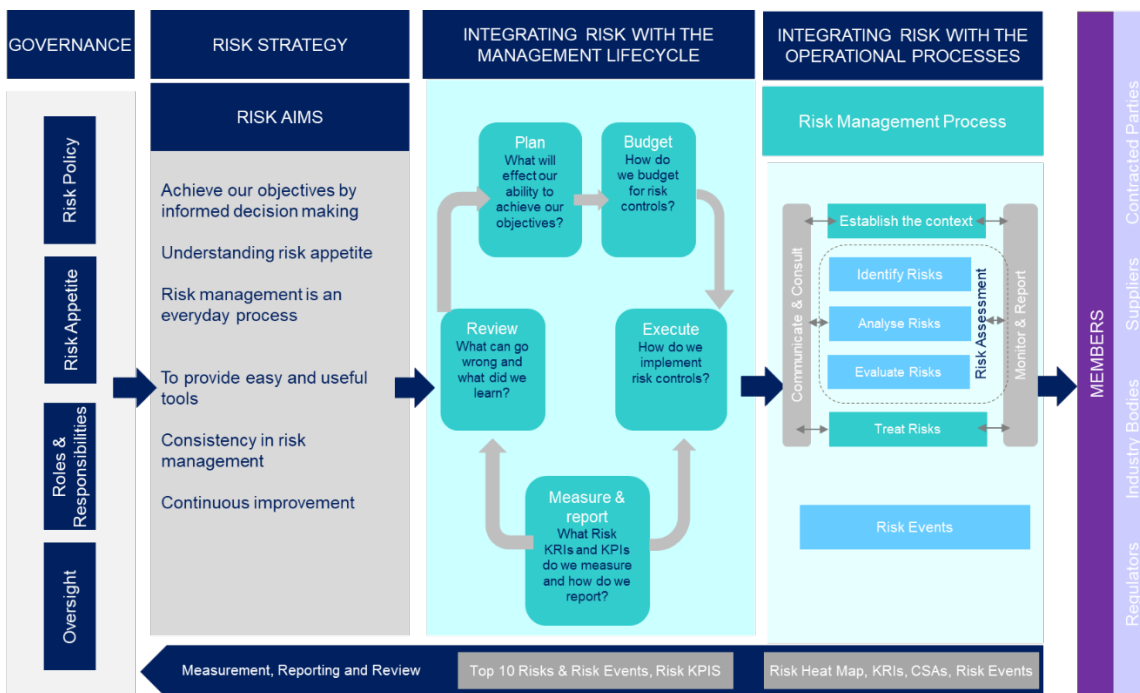 GOVERNANCE
Risk Policy
Risk Appetite
Roles &
Responsibilities
Oversight
RISK STRATEGY
RISK AIMS
Achieve our objectives by
informed decision making
Understanding risk appetite
Risk management is an
everyday process
To provide easy and useful
tools
Consistency in risk
management
Continuous improvement
INTEGRATING RISK WITH THE
MANAGEMENT LIFECYCLE
Plan
What will
effect our
ability to
achieve our
objectives?
Budget
How do
we budget
for risk
controls?
Review
What can go
wrong and
what did we
learn?
Execute
How do we
implement
risk controls?
Measure &
report
What Risk
KRIs and KPIs
do we measure
and how do we
report?
INTEGRATING RISK WITH THE
OPERATIONAL PROCESSES
Risk Management Process
Communicate & Consult
Establish the context
Identify Risks
Analyse Risks
Evaluate Risks
Risk Assessment
Treat Risks
Monitor & Report
Risk Events
MEMBERS
Contracted Parties
Suppliers
Industry Bodies
Regulators
Measurement, Reporting and Review
Top 10 Risks & Risk Events, Risk KPIS
Risk Heat Map, KRIs, CSAs, Risk Events